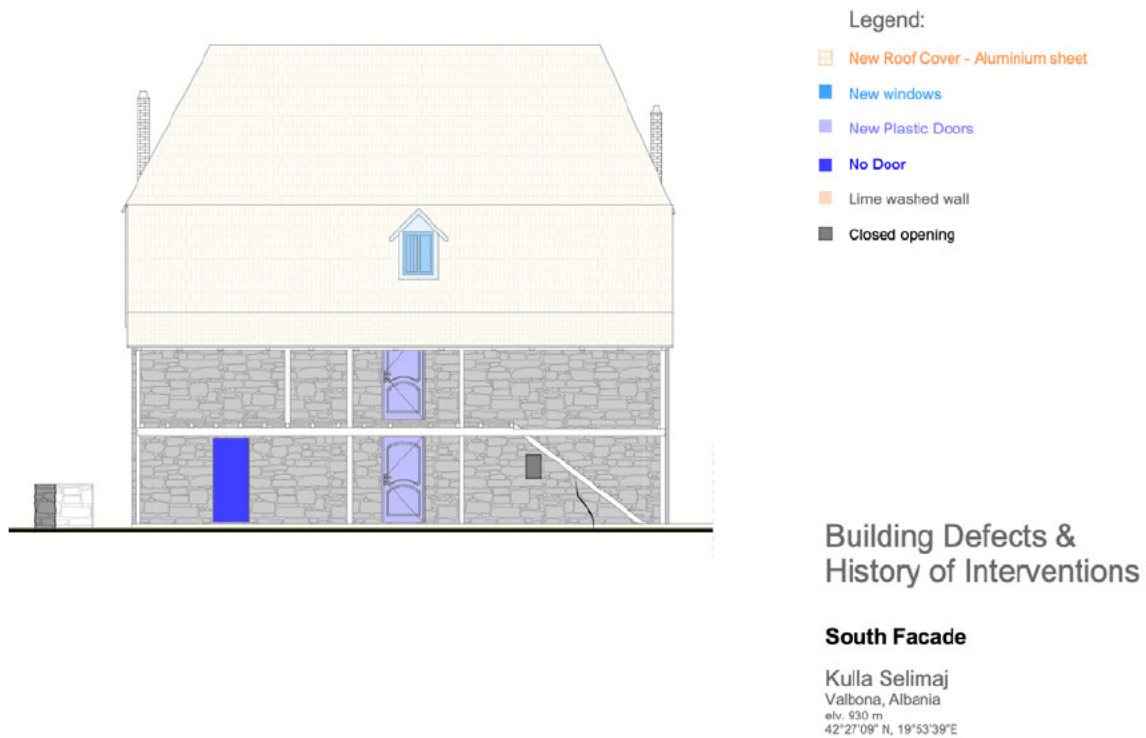 Legend:
New Roof Cover - Aluminium sheet
New windows
New Plastic Doors
No Door
Lime washed wall
Closed opening
Building Defects &
History of Interventions
South Facade
Kulla Selimaj
Valbona, Albania
elv. 930 m
42°27'09" N, 19°53'39"E